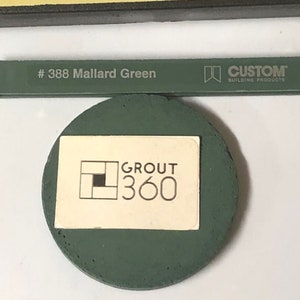 # 388 Mallard Green
CUSTOM
BUILDING PRODUCTS
GROUT
360